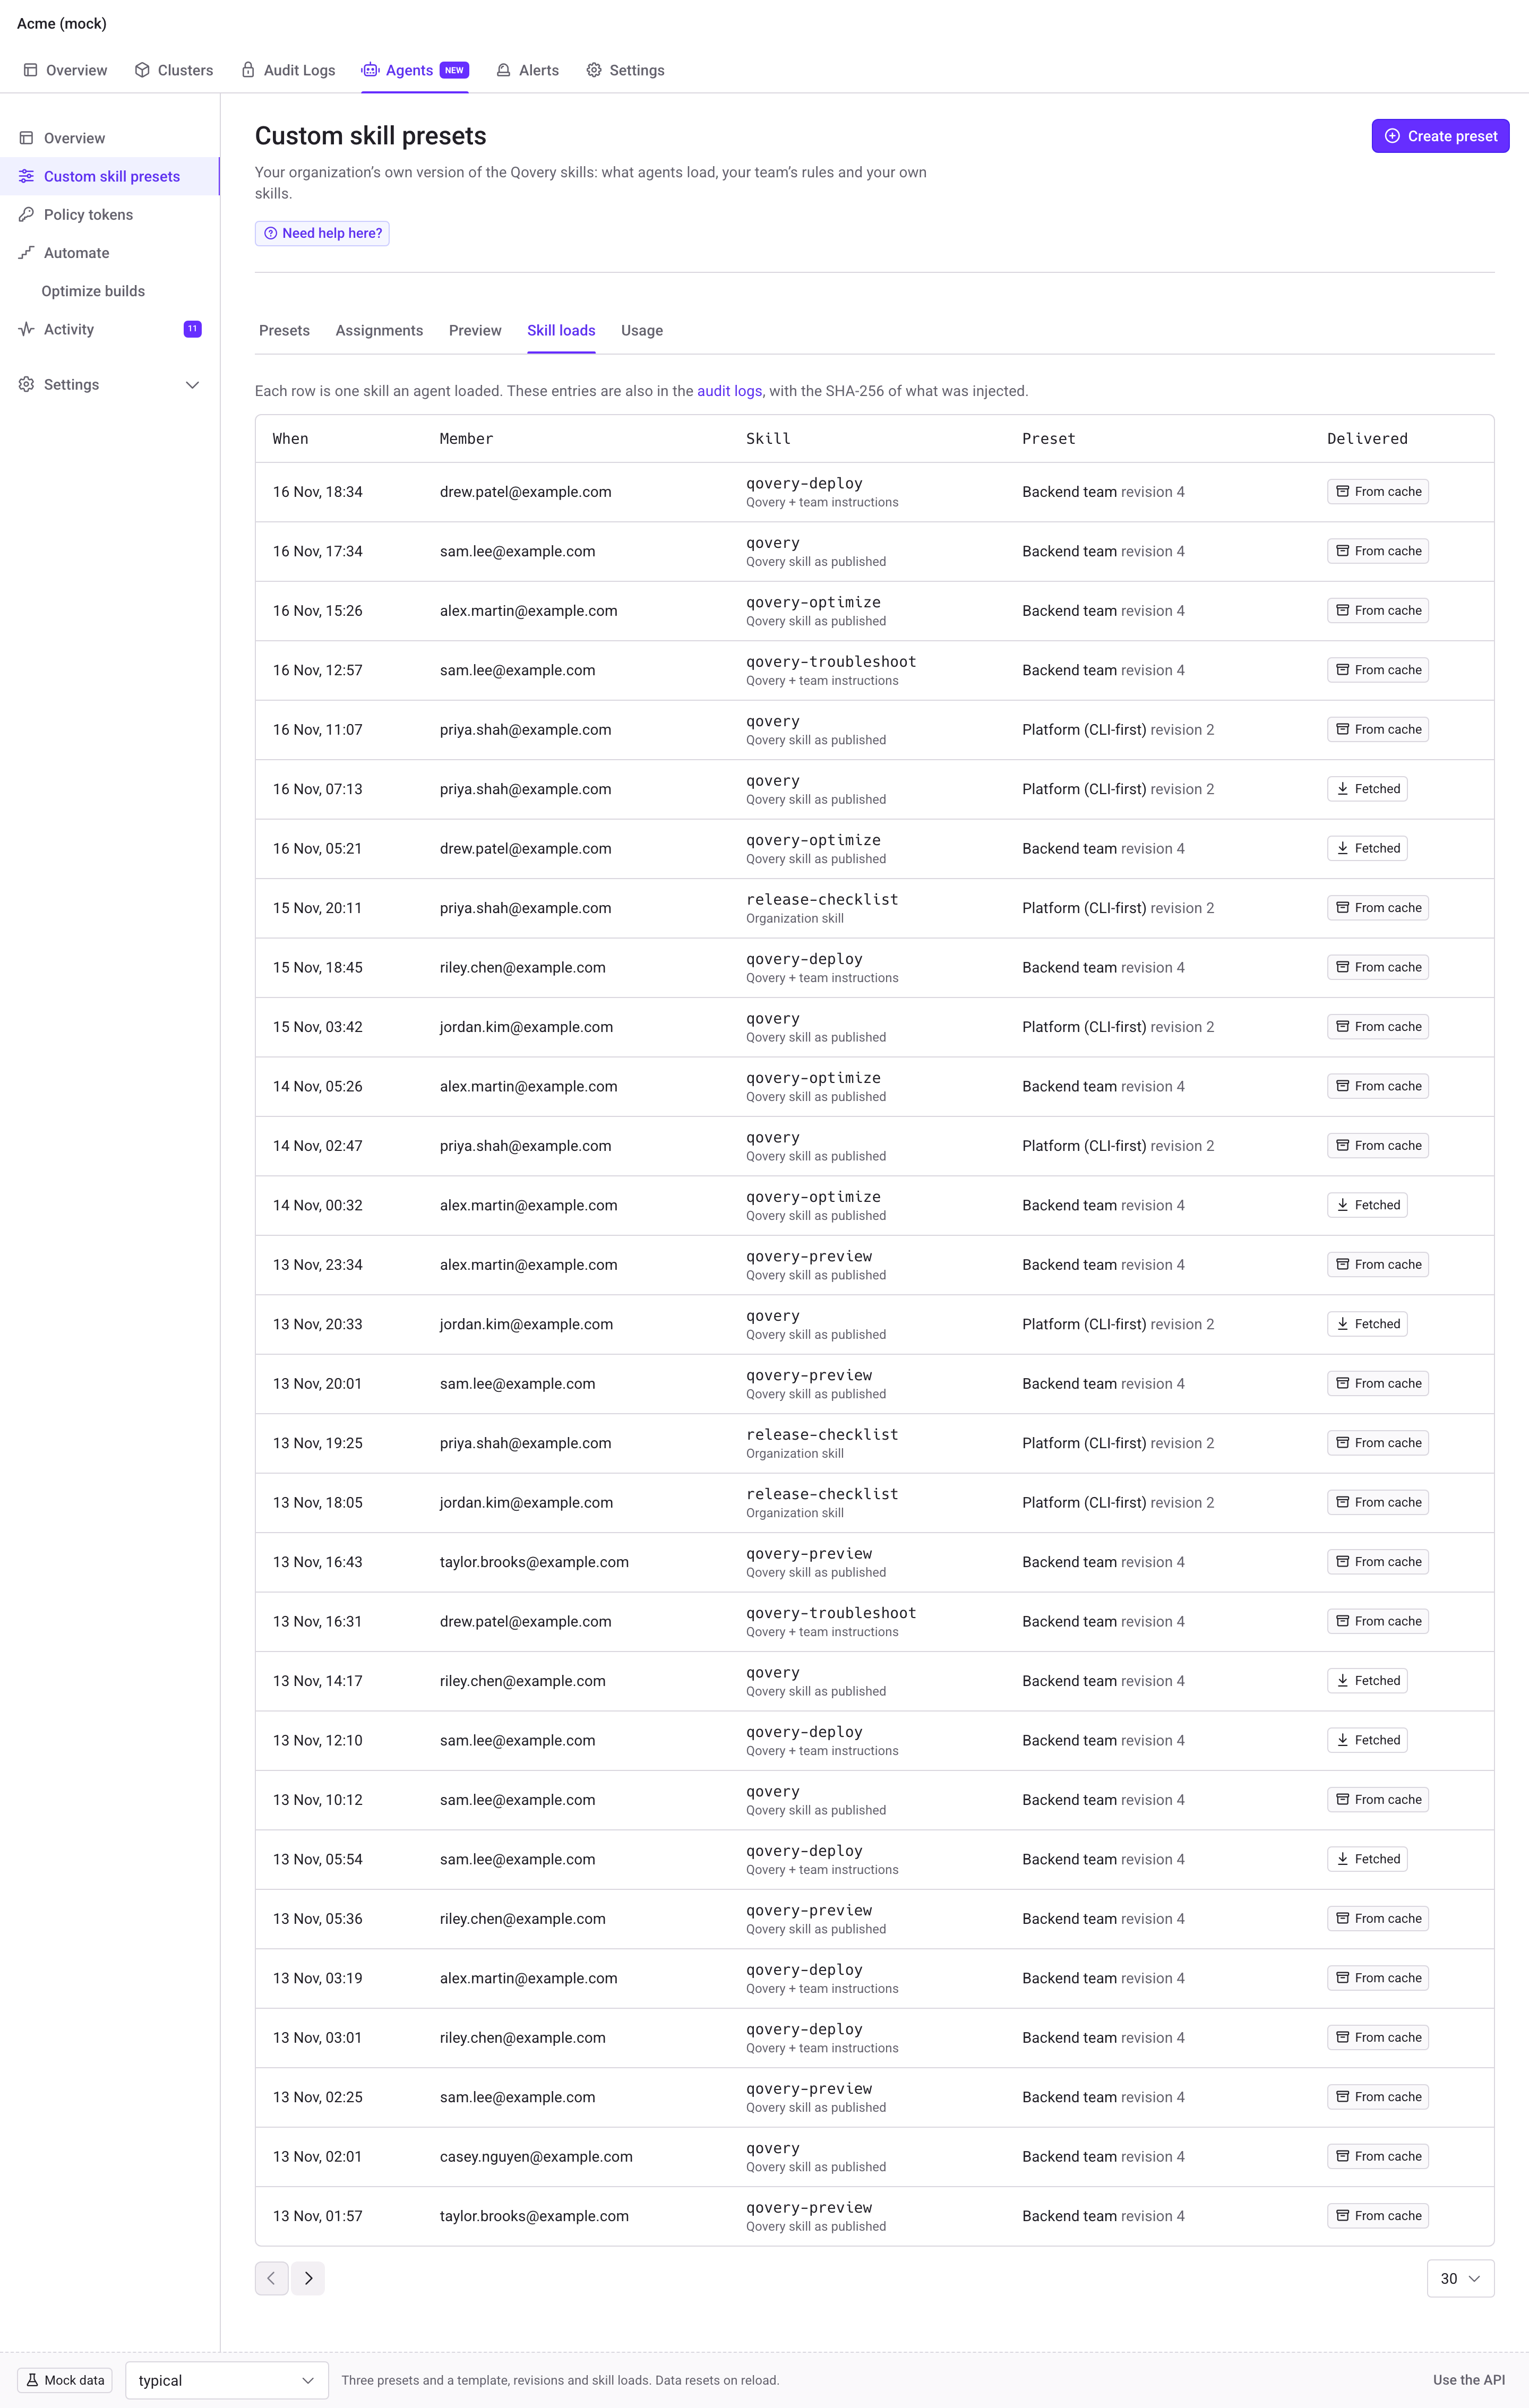 Acme (mock)
Overview
Clusters
Audit Logs
Agents NEW
Alerts
Settings
Overview
Custom skill presets
Policy tokens
Automate
Optimize builds
Activity 11
Settings
Custom skill presets
Create preset
Your organization’s own version of the Qovery skills: what agents load, your team’s rules and your own
skills.
Need help here?
Presets Assignments Preview Skill loads Usage
Each row is one skill an agent loaded. These entries are also in the audit logs, with the SHA-256 of what was injected.
When Member Skill Preset Delivered
16 Nov, 18:34 drew.patel@example.com qovery-deploy Backend team revision 4 From cache
Qovery + team instructions
16 Nov, 17:34 sam.lee@example.com qovery Backend team revision 4 From cache
Qovery skill as published
16 Nov, 15:26 alex.martin@example.com qovery-optimize Backend team revision 4 From cache
Qovery skill as published
16 Nov, 12:57 sam.lee@example.com qovery-troubleshoot Backend team revision 4 From cache
Qovery + team instructions
16 Nov, 11:07 priya.shah@example.com qovery Platform (CLI-first) revision 2 From cache
Qovery skill as published
16 Nov, 07:13 priya.shah@example.com qovery Platform (CLI-first) revision 2 Fetched
Qovery skill as published
16 Nov, 05:21 drew.patel@example.com qovery-optimize Backend team revision 4 Fetched
Qovery skill as published
15 Nov, 20:11 priya.shah@example.com release-checklist Platform (CLI-first) revision 2 From cache
Organization skill
15 Nov, 18:45 riley.chen@example.com qovery-deploy Backend team revision 4 From cache
Qovery + team instructions
15 Nov, 03:42 jordan.kim@example.com qovery Platform (CLI-first) revision 2 From cache
Qovery skill as published
14 Nov, 05:26 alex.martin@example.com qovery-optimize Backend team revision 4 From cache
Qovery skill as published
14 Nov, 02:47 priya.shah@example.com qovery Platform (CLI-first) revision 2 From cache
Qovery skill as published
14 Nov, 00:32 alex.martin@example.com qovery-optimize Backend team revision 4 Fetched
Qovery skill as published
13 Nov, 23:34 alex.martin@example.com qovery-preview Backend team revision 4 From cache
Qovery skill as published
13 Nov, 20:33 jordan.kim@example.com qovery Platform (CLI-first) revision 2 Fetched
Qovery skill as published
13 Nov, 20:01 sam.lee@example.com qovery-preview Backend team revision 4 From cache
Qovery skill as published
13 Nov, 19:25 priya.shah@example.com release-checklist Platform (CLI-first) revision 2 From cache
Organization skill
13 Nov, 18:05 jordan.kim@example.com release-checklist Platform (CLI-first) revision 2 From cache
Organization skill
13 Nov, 16:43 taylor.brooks@example.com qovery-preview Backend team revision 4 From cache
Qovery skill as published
13 Nov, 16:31 drew.patel@example.com qovery-troubleshoot Backend team revision 4 From cache
Qovery + team instructions
13 Nov, 14:17 riley.chen@example.com qovery Backend team revision 4 Fetched
Qovery skill as published
13 Nov, 12:10 sam.lee@example.com qovery-deploy Backend team revision 4 Fetched
Qovery + team instructions
13 Nov, 10:12 sam.lee@example.com qovery Backend team revision 4 From cache
Qovery skill as published
13 Nov, 05:54 sam.lee@example.com qovery-deploy Backend team revision 4 Fetched
Qovery + team instructions
13 Nov, 05:36 riley.chen@example.com qovery-preview Backend team revision 4 From cache
Qovery skill as published
13 Nov, 03:19 alex.martin@example.com qovery-deploy Backend team revision 4 From cache
Qovery + team instructions
13 Nov, 03:01 riley.chen@example.com qovery-deploy Backend team revision 4 From cache
Qovery + team instructions
13 Nov, 02:25 sam.lee@example.com qovery-preview Backend team revision 4 From cache
Qovery skill as published
13 Nov, 02:01 casey.nguyen@example.com qovery Backend team revision 4 From cache
Qovery skill as published
13 Nov, 01:57 taylor.brooks@example.com qovery-preview Backend team revision 4 From cache
Qovery skill as published
30
Mock data typical Three presets and a template, revisions and skill loads. Data resets on reload. Use the API